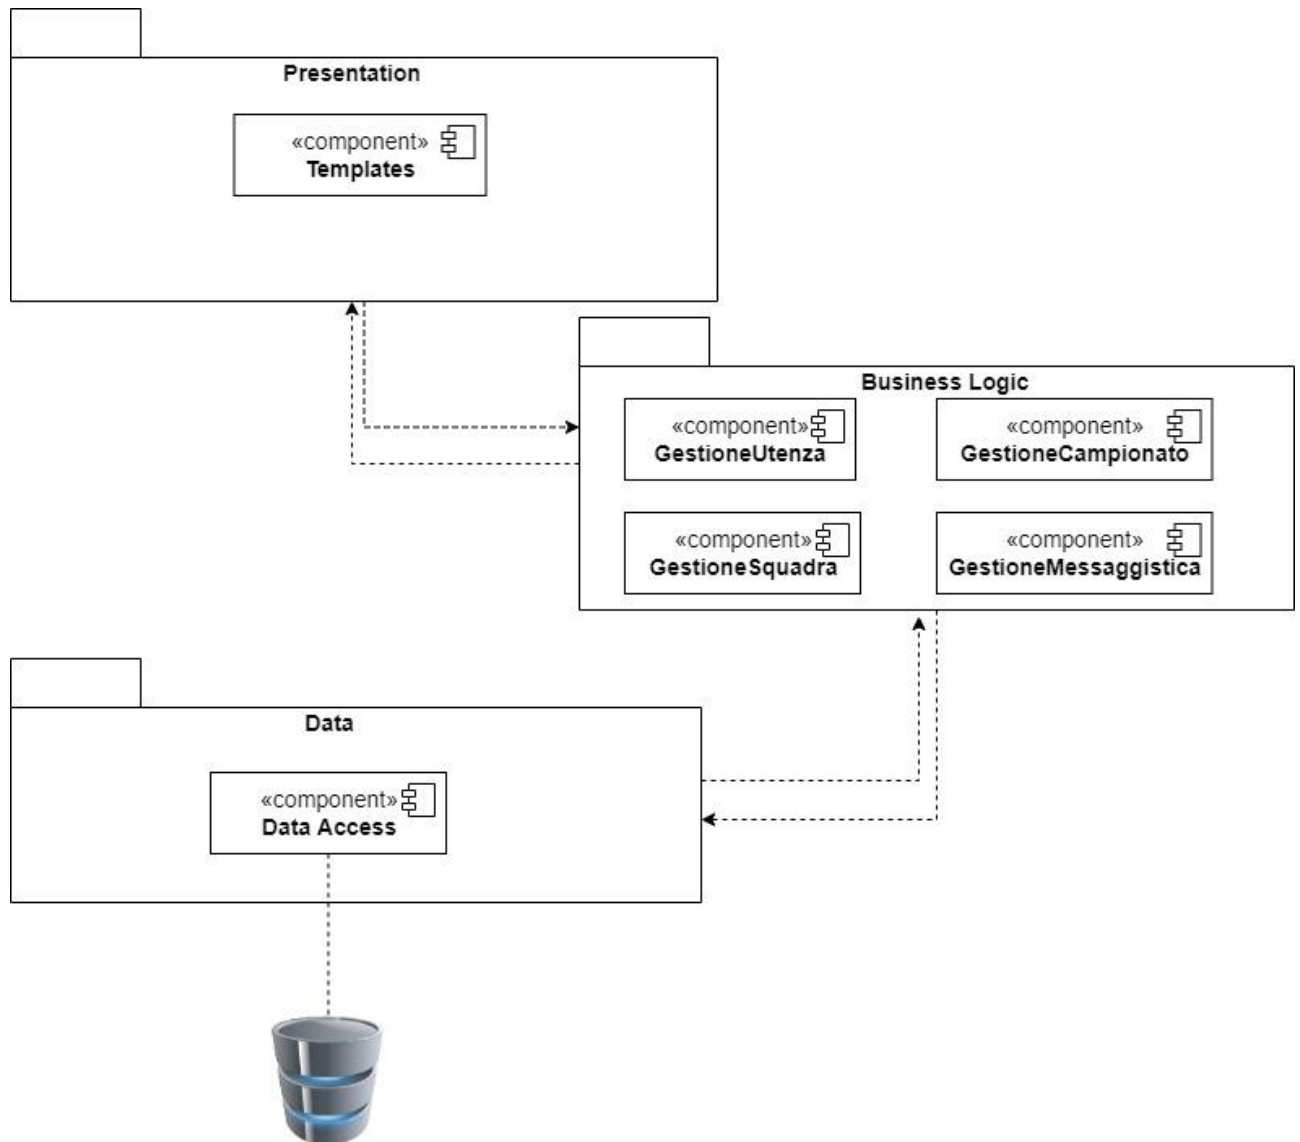 Presentation
«component»
Templates
Business Logic
«component»
GestioneUtenza
«component»
GestioneCampionato
«component»
GestioneSquadra
«component»
GestioneMessaggistica
Data
«component»
Data Access